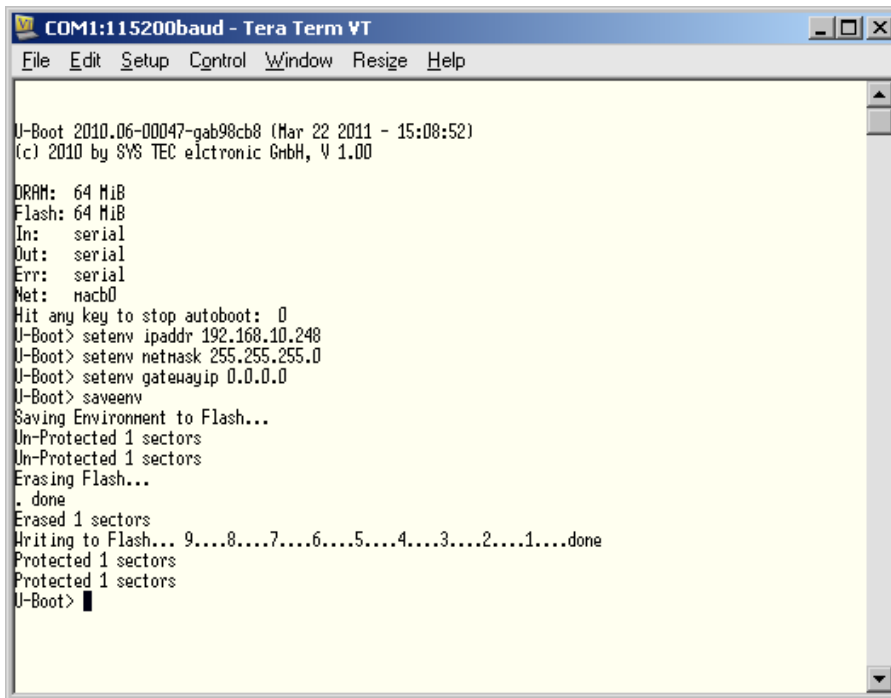 COM1:115200baud - Tera Term VT
File Edit Setup Control Window Resize Help
U-Boot 2010.06-00047-gab98cb8 (Mar 22 2011 - 15:08:52)
(c) 2010 by SYS TEC elctronic GmbH, V 1.00
DRAM: 64 MiB
Flash: 64 MiB
In: serial
Out: serial
Err: serial
Net: macb0
Hit any key to stop autoboot: 0
U-Boot> setenv ipaddr 192.168.10.248
U-Boot> setenv netmask 255.255.255.0
U-Boot> setenv gatewayip 0.0.0.0
U-Boot> saveenv
Saving Environment to Flash...
Un-Protected 1 sectors
Un-Protected 1 sectors
Erasing Flash...
. done
Erased 1 sectors
Writing to Flash... 9....8....7....6....5....4....3....2....1....done
Protected 1 sectors
Protected 1 sectors
U-Boot>